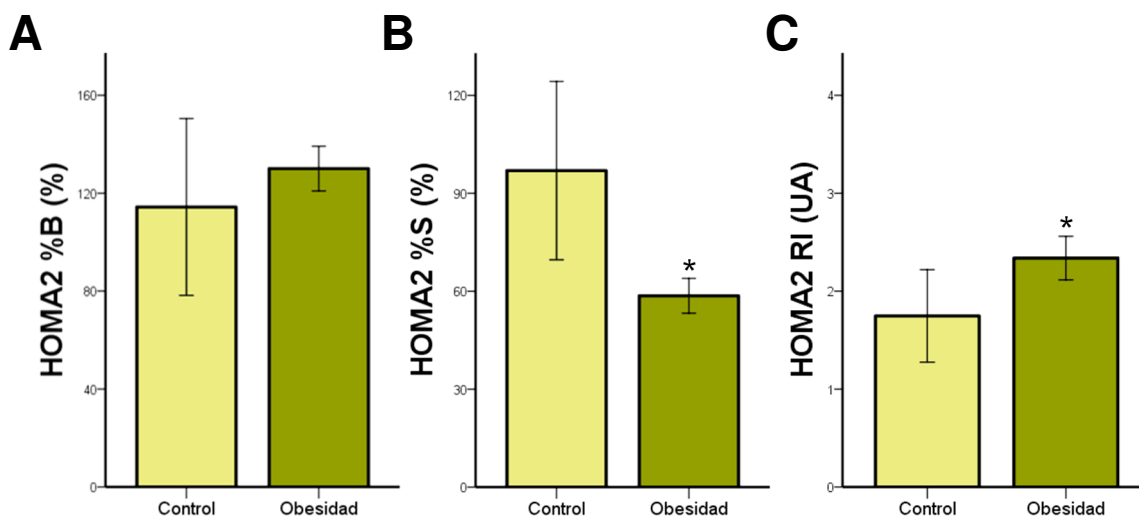 A
HOMA2 %B (%)
160
120
80
40
0
Control Obesidad
B
HOMA2 %S (%)
120
90
60
30
0
*
Control Obesidad
C
HOMA2 RI (UA)
4
3
2
1
0
*
Control Obesidad